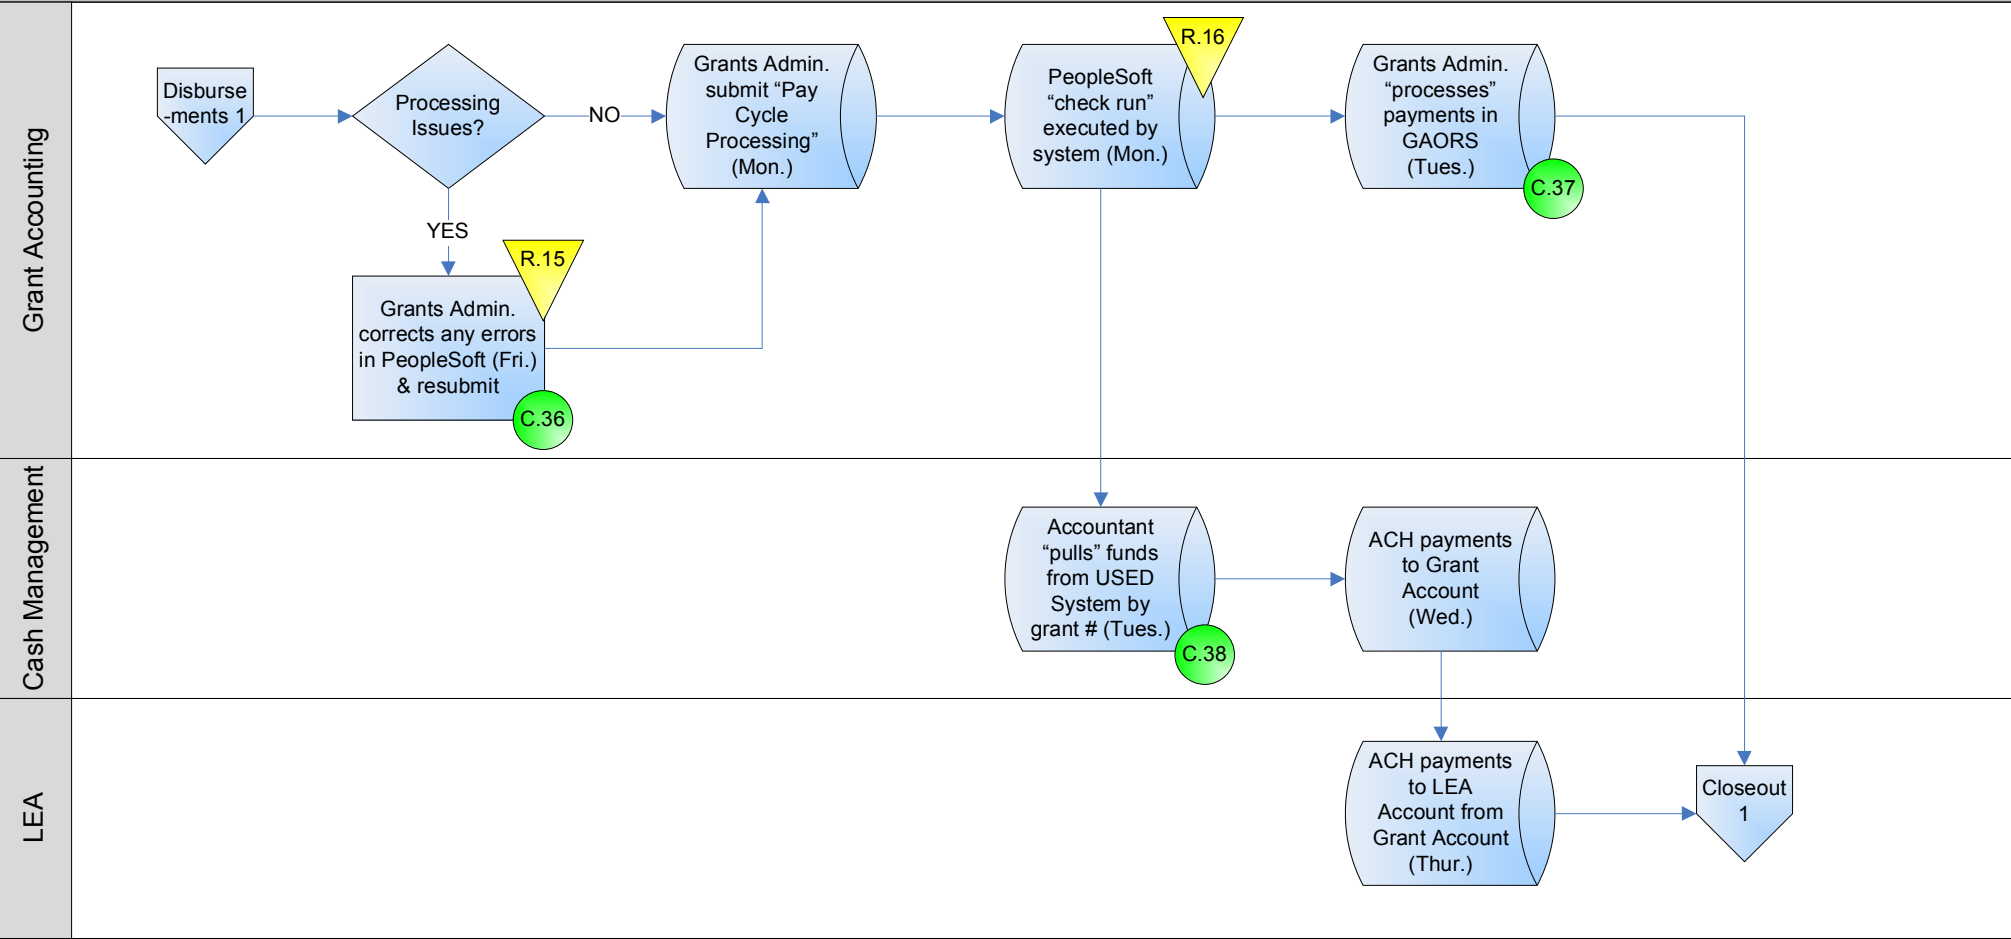 Grant Accounting
Disburse
-ments 1
Processing
Issues?
NO
YES
Grants Admin.
corrects any errors
in PeopleSoft (Fri.)
& resubmit
R.15
C.36
Grants Admin.
submit “Pay
Cycle
Processing”
(Mon.)
PeopleSoft
“check run”
executed by
system (Mon.)
R.16
Grants Admin.
“processes”
payments in
GAORS
(Tues.)
C.37
Cash Management
Accountant
“pulls” funds
from USED
System by
grant # (Tues.)
C.38
ACH payments
to Grant
Account
(Wed.)
LEA
ACH payments
to LEA
Account from
Grant Account
(Thur.)
Closeout
1